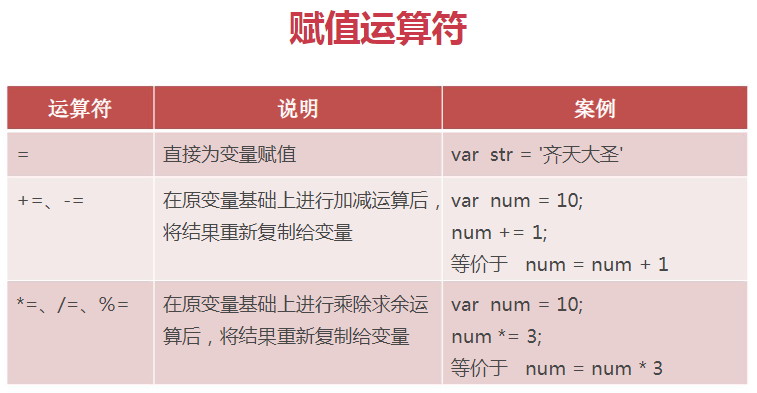 赋值运算符
运算符 说明 案例
= 直接为变量赋值 var str = '齐天大圣'
+=、-= 在原变量基础上进行加减运算后， var num = 10;
将结果重新复制给变量 num += 1;
等价于 num = num + 1
*=、/=、%= 在原变量基础上进行乘除求余运 var num = 10;
算后，将结果重新复制给变量 num *= 3;
等价于 num = num * 3